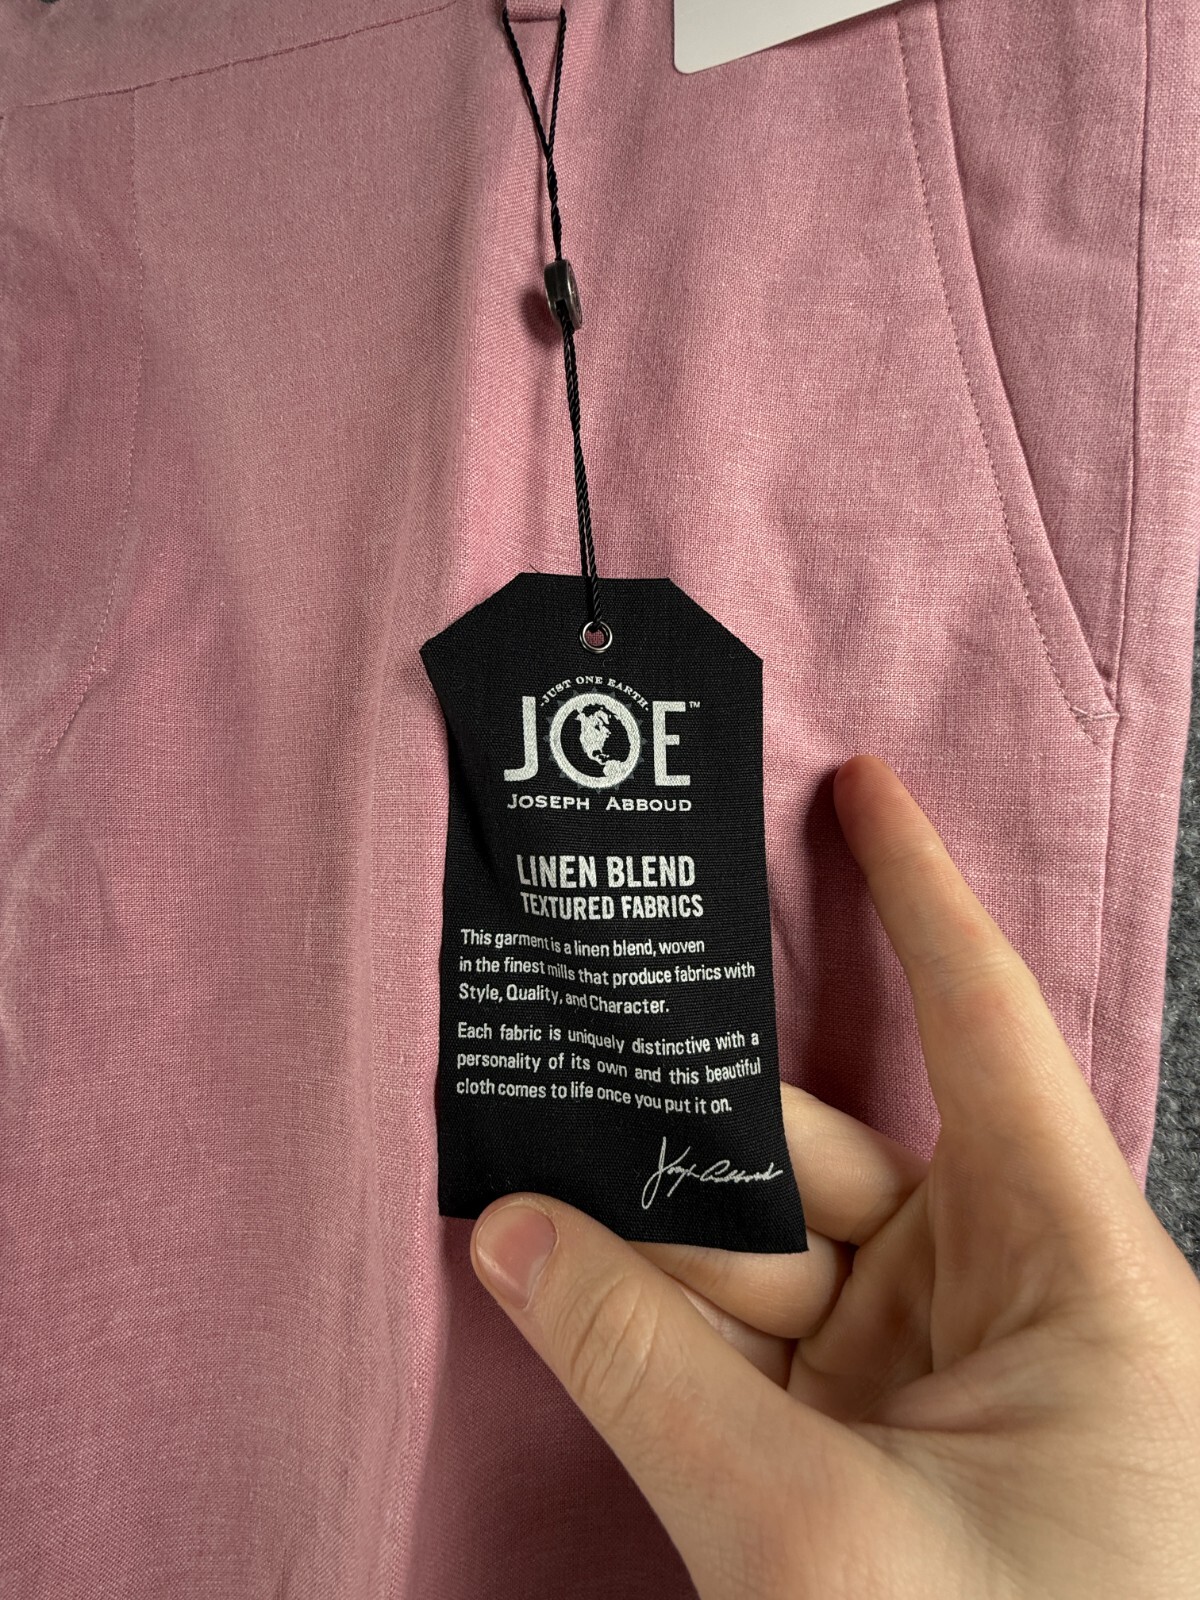 ·JUST ONE EARTH·
JOE™
JOSEPH ABBOUD
LINEN BLEND
TEXTURED FABRICS
This garment is a linen blend, woven
in the finest mills that produce fabrics with
Style, Quality, and Character.
Each fabric is uniquely distinctive with a
personality of its own and this beautiful
cloth comes to life once you put it on.
Joseph Abboud